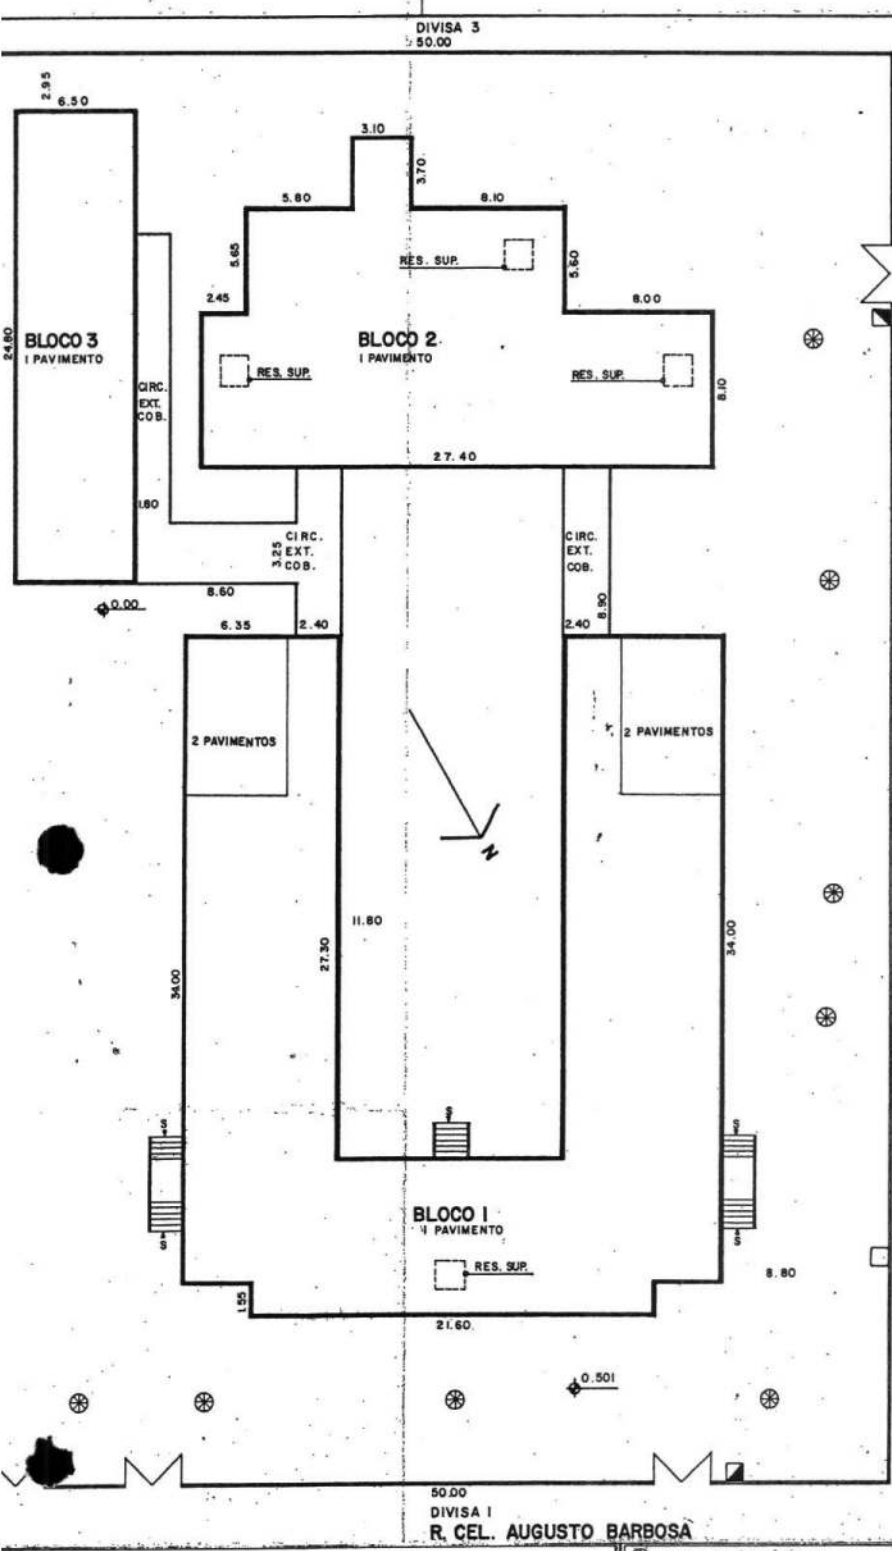 DIVISA 3
50.00
2.95
6.50
3.10
3.70
5.80
8.10
5.65
RES. SUP.
5.60
2.45
8.00
24.80
BLOCO 3
1 PAVIMENTO
BLOCO 2
1 PAVIMENTO
RES. SUP.
RES. SUP.
8.10
CIRC.
EXT.
COB.
27.40
1.80
3.25
CIRC.
EXT.
COB.
CIRC.
EXT.
COB.
8.60
8.90
0.00
6.35
2.40
2.40
2 PAVIMENTOS
2 PAVIMENTOS
N
11.80
27.30
34.00
34.00
S
S
S
BLOCO 1
1 PAVIMENTO
S
S
RES. SUP.
8.80
1.55
21.60
0.501
50.00
DIVISA 1
R. CEL. AUGUSTO BARBOSA